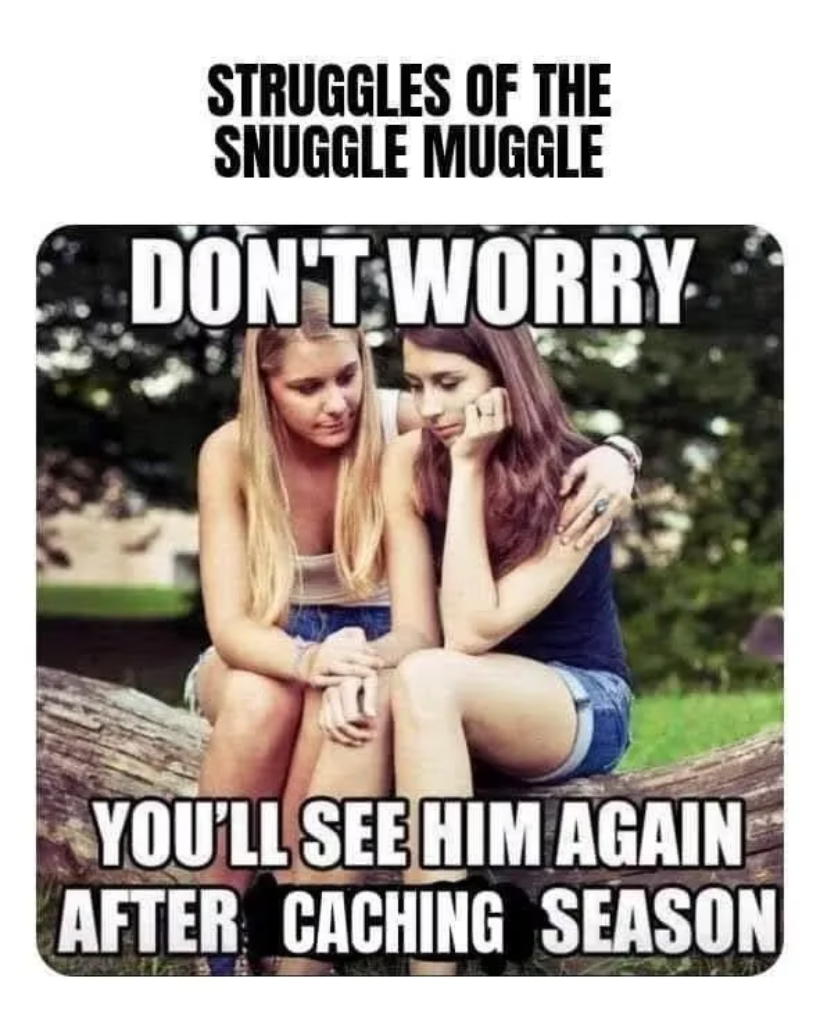 STRUGGLES OF THE
SNUGGLE MUGGLE
DON'T WORRY
YOU'LL SEE HIM AGAIN
AFTER CACHING SEASON